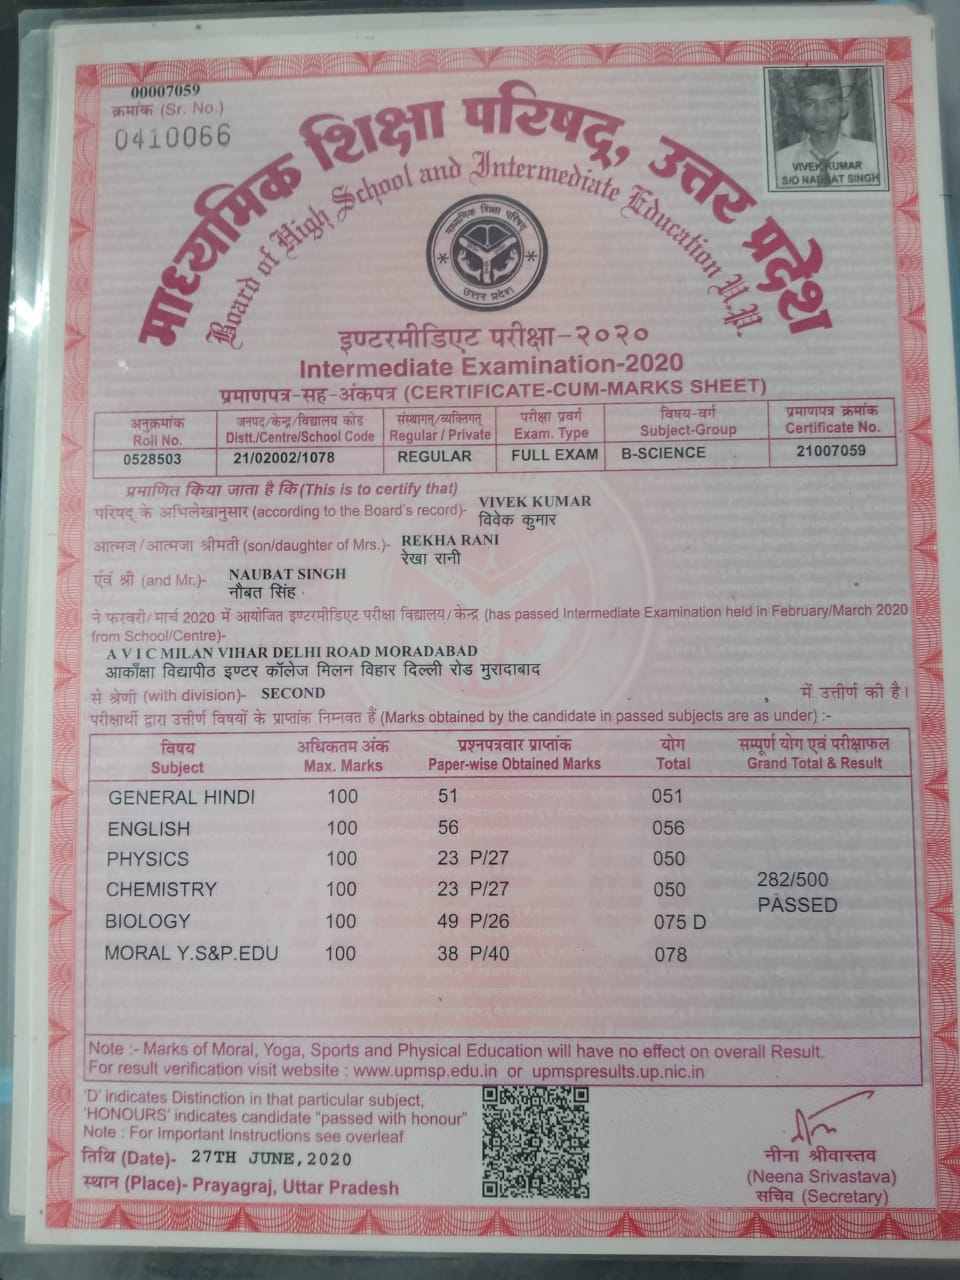 00007059
क्रमांक (Sr. No.)
0410066
माध्यमिक शिक्षा परिषद्, उत्तर प्रदेश
Board of High School and Intermediate Education U.P.
VIVEK KUMAR
S/O NAUBAT SINGH
माध्यमिक शिक्षा परिषद्
उत्तर प्रदेश
इण्टरमीडिएट परीक्षा-२०२०
Intermediate Examination-2020
प्रमाणपत्र-सह-अंकपत्र (CERTIFICATE-CUM-MARKS SHEET)
अनुक्रमांक जनपद/केन्द्र/विद्यालय कोड संस्थागत्/व्यक्तिगत् परीक्षा प्रवर्ग विषय-वर्ग प्रमाणपत्र क्रमांक
Roll No. Distt./Centre/School Code Regular / Private Exam. Type Subject-Group Certificate No.
0528503 21/02002/1078 REGULAR FULL EXAM B-SCIENCE 21007059
प्रमाणित किया जाता है कि (This is to certify that)
परिषद् के अभिलेखानुसार (according to the Board's record)- VIVEK KUMAR
विवेक कुमार
आत्मज/आत्मजा श्रीमती (son/daughter of Mrs.)- REKHA RANI
रेखा रानी
एंव श्री (and Mr.)- NAUBAT SINGH
नौबत सिंह
ने फरवरी/मार्च 2020 में आयोजित इण्टरमीडिएट परीक्षा विद्यालय/केन्द्र (has passed Intermediate Examination held in February/March 2020
from School/Centre)-
A V I C MILAN VIHAR DELHI ROAD MORADABAD
आकाँक्षा विद्यापीठ इण्टर कॉलेज मिलन विहार दिल्ली रोड मुरादाबाद
से श्रेणी (with division)- SECOND में उत्तीर्ण की है।
परीक्षार्थी द्वारा उत्तीर्ण विषयों के प्राप्तांक निम्नवत हैं (Marks obtained by the candidate in passed subjects are as under) :-
विषय अधिकतम अंक प्रश्नपत्रवार प्राप्तांक योग सम्पूर्ण योग एवं परीक्षाफल
Subject Max. Marks Paper-wise Obtained Marks Total Grand Total & Result
GENERAL HINDI 100 51 051
ENGLISH 100 56 056
PHYSICS 100 23 P/27 050
CHEMISTRY 100 23 P/27 050
282/500
PASSED
BIOLOGY 100 49 P/26 075 D
MORAL Y.S&P.EDU 100 38 P/40 078
Note :- Marks of Moral, Yoga, Sports and Physical Education will have no effect on overall Result.
For result verification visit website : www.upmsp.edu.in or upmspresults.up.nic.in
'D' indicates Distinction in that particular subject,
'HONOURS' indicates candidate "passed with honour"
Note : For Important Instructions see overleaf
तिथि (Date)- 27TH JUNE,2020
स्थान (Place)- Prayagraj, Uttar Pradesh
नीना श्रीवास्तव
(Neena Srivastava)
सचिव (Secretary)